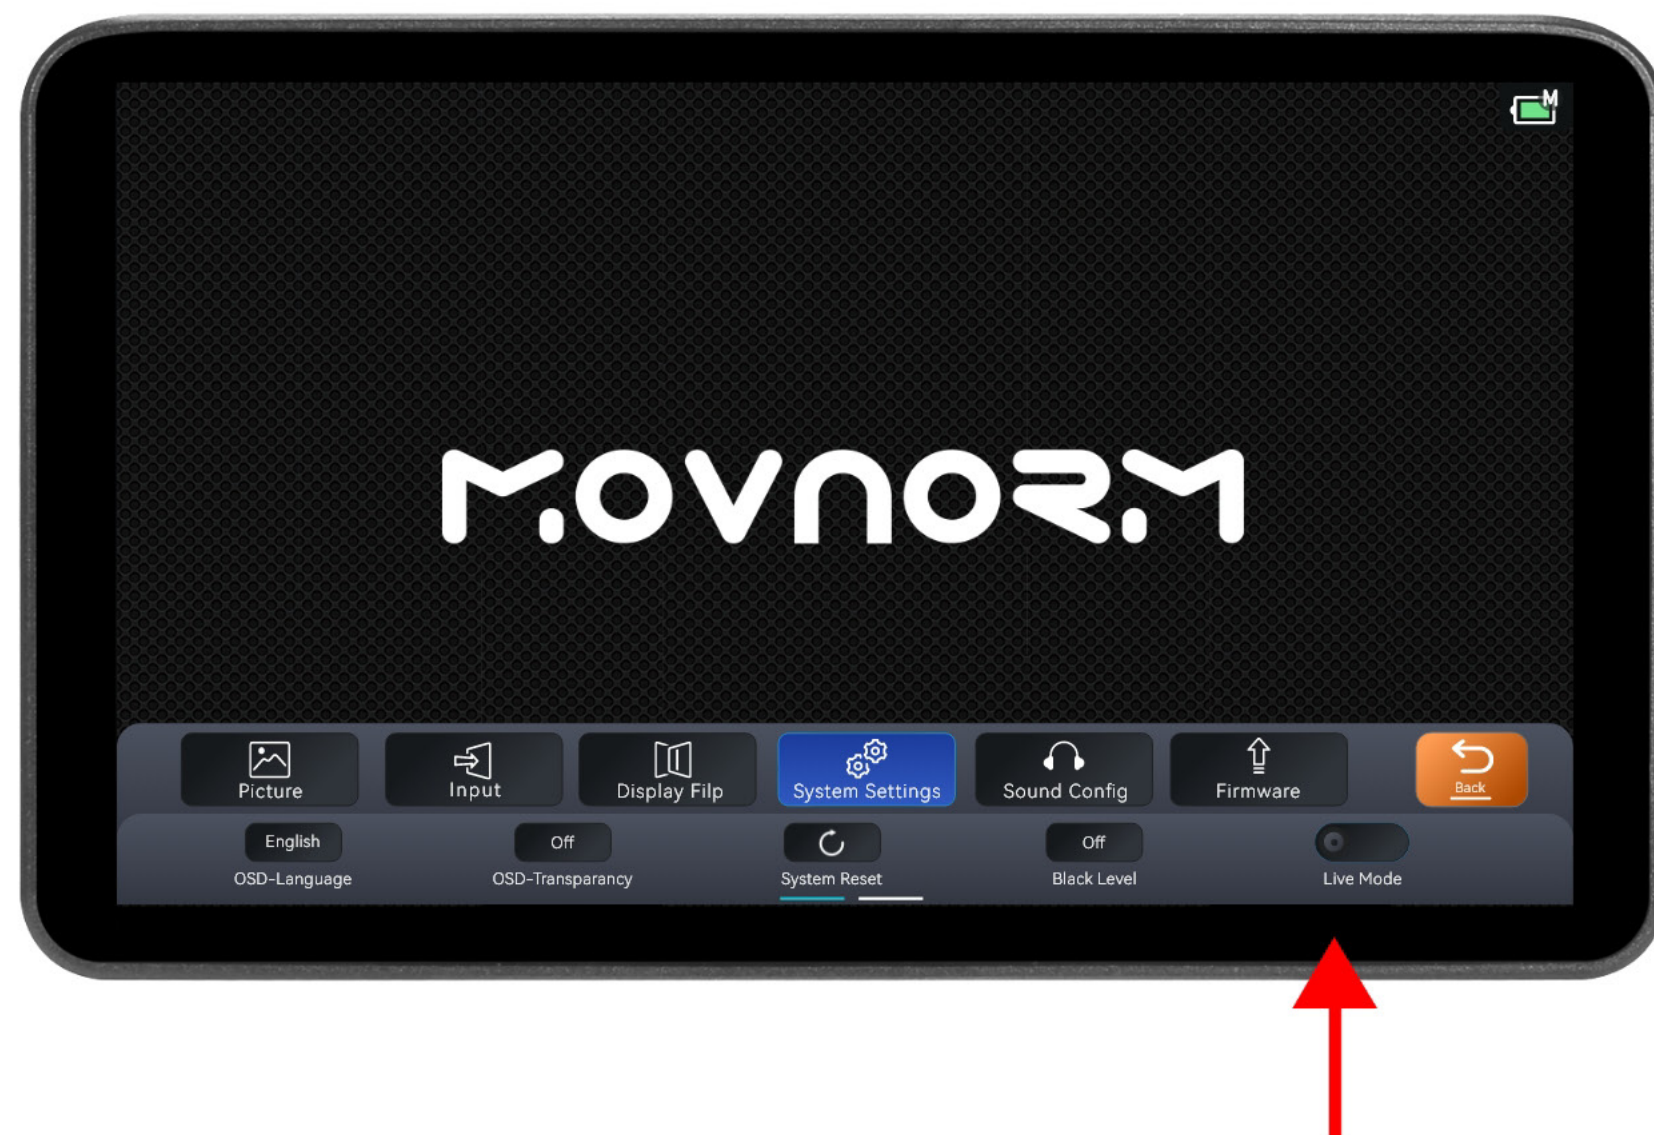 M
MOVNORM
Picture
Input
Display Filp
System Settings
Sound Config
Firmware
Back
English
Off
Off
OSD-Language
OSD-Transparancy
System Reset
Black Level
Live Mode